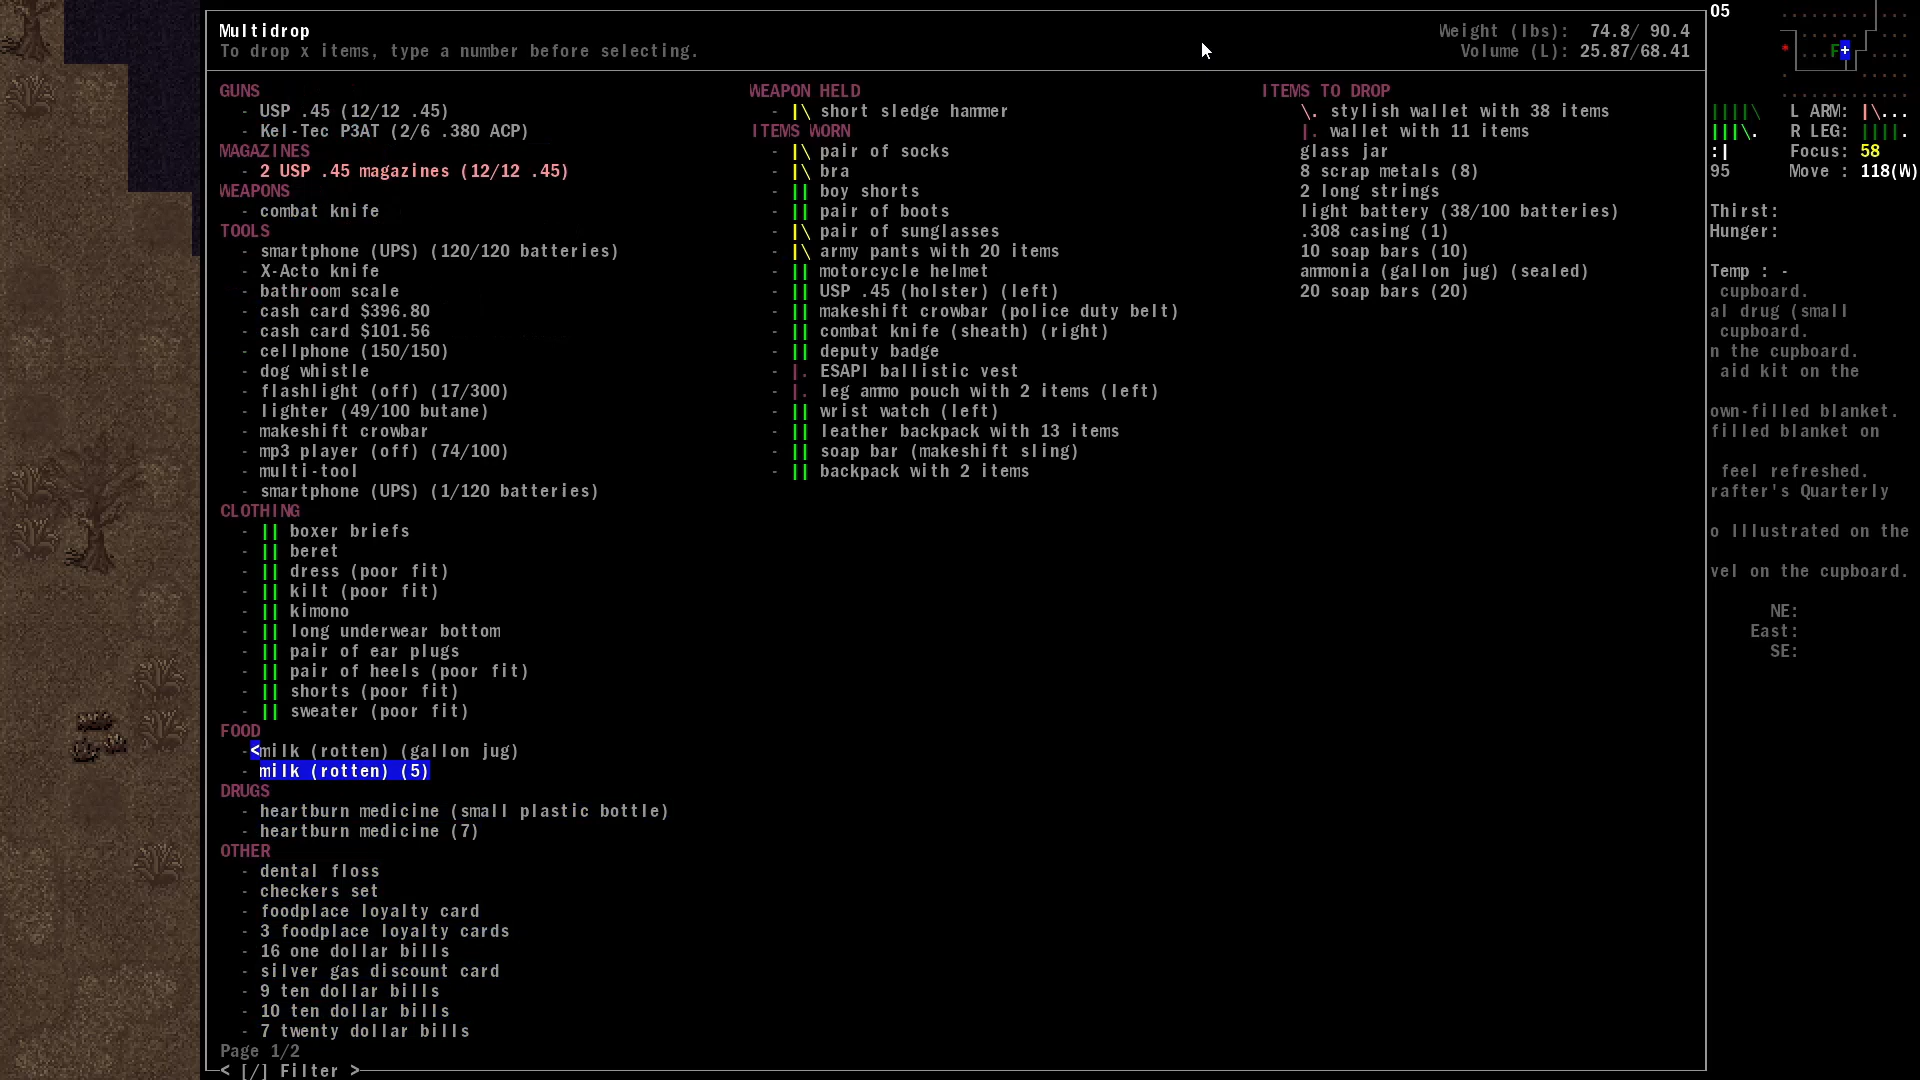 Multidrop
To drop x items, type a number before selecting.
Weight (lbs): 74.8/ 90.4
Volume (L): 25.87/68.41
GUNS
- USP .45 (12/12 .45)
- Kel-Tec P3AT (2/6 .380 ACP)
MAGAZINES
- 2 USP .45 magazines (12/12 .45)
WEAPONS
- combat knife
TOOLS
- smartphone (UPS) (120/120 batteries)
- X-Acto knife
- bathroom scale
- cash card $396.80
- cash card $101.56
- cellphone (150/150)
- dog whistle
- flashlight (off) (17/300)
- lighter (49/100 butane)
- makeshift crowbar
- mp3 player (off) (74/100)
- multi-tool
- smartphone (UPS) (1/120 batteries)
CLOTHING
- || boxer briefs
- || beret
- || dress (poor fit)
- || kilt (poor fit)
- || kimono
- || long underwear bottom
- || pair of ear plugs
- || pair of heels (poor fit)
- || shorts (poor fit)
- || sweater (poor fit)
FOOD
-<milk (rotten) (gallon jug)
- milk (rotten) (5)
DRUGS
- heartburn medicine (small plastic bottle)
- heartburn medicine (7)
OTHER
- dental floss
- checkers set
- foodplace loyalty card
- 3 foodplace loyalty cards
- 16 one dollar bills
- silver gas discount card
- 9 ten dollar bills
- 10 ten dollar bills
- 7 twenty dollar bills
Page 1/2
< [/] Filter >
WEAPON HELD
- |\ short sledge hammer
ITEMS WORN
- |\ pair of socks
- |\ bra
- || boy shorts
- || pair of boots
- |\ pair of sunglasses
- |\ army pants with 20 items
- || motorcycle helmet
- || USP .45 (holster) (left)
- || makeshift crowbar (police duty belt)
- || combat knife (sheath) (right)
- || deputy badge
- |. ESAPI ballistic vest
- |. leg ammo pouch with 2 items (left)
- || wrist watch (left)
- || leather backpack with 13 items
- || soap bar (makeshift sling)
- || backpack with 2 items
ITEMS TO DROP
\. stylish wallet with 38 items
|. wallet with 11 items
glass jar
8 scrap metals (8)
2 long strings
light battery (38/100 batteries)
.308 casing (1)
10 soap bars (10)
ammonia (gallon jug) (sealed)
20 soap bars (20)
05
F+
||||\ L ARM: |\...
|||\. R LEG: ||||.
:| Focus: 58
95 Move : 118(W)
Thirst:
Hunger:
Temp : -
cupboard.
al drug (small
cupboard.
n the cupboard.
aid kit on the
own-filled blanket.
filled blanket on
feel refreshed.
rafter's Quarterly
o Illustrated on the
vel on the cupboard.
NE:
East:
SE: